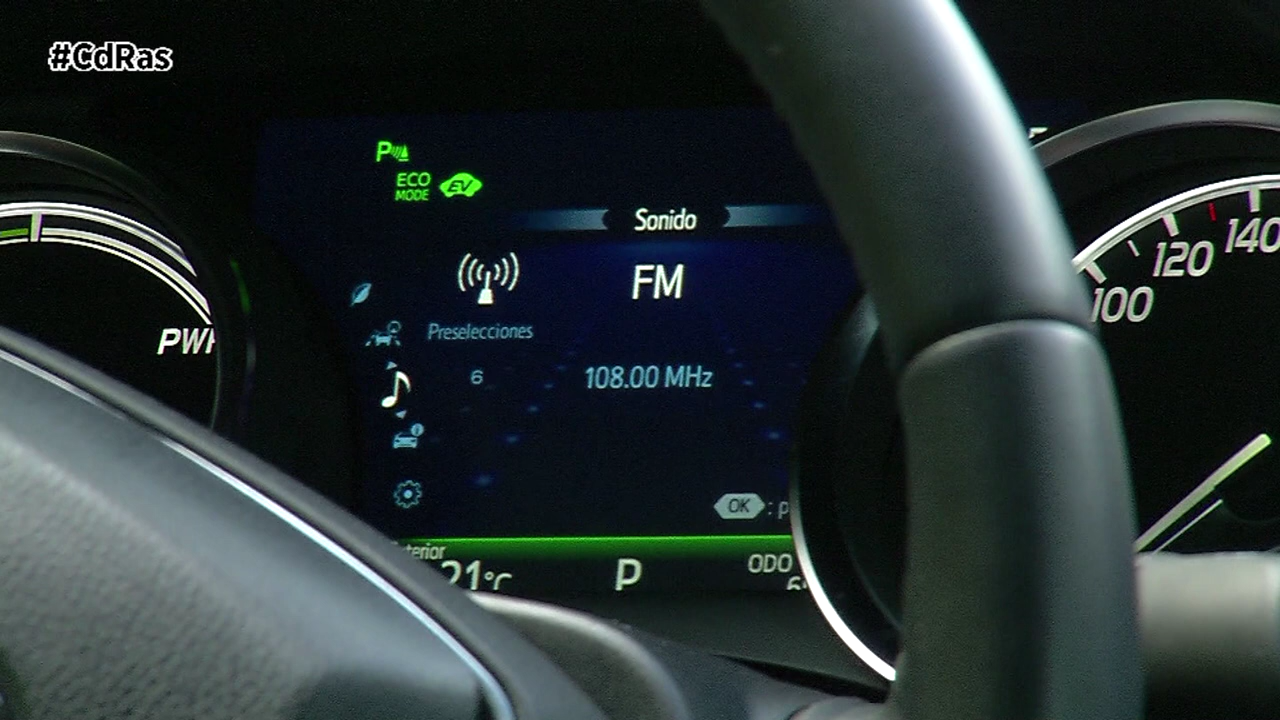 #CdRas
P
ECO
MODE
EV
Sonido
FM
Preselecciones
6
108.00 MHz
OK : p
PWR
100
120
140
21°C
P
ODO